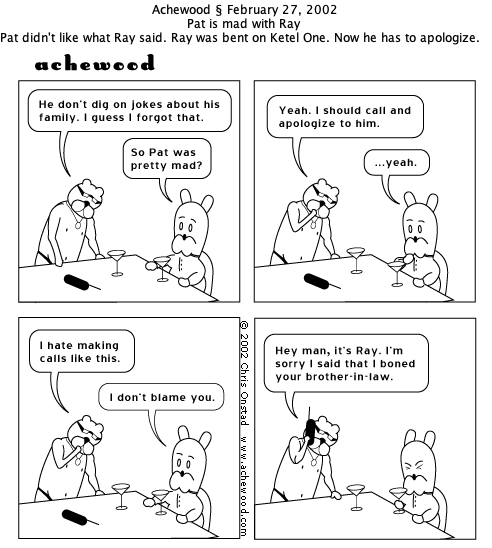 Achewood § February 27, 2002
Pat is mad with Ray
Pat didn't like what Ray said. Ray was bent on Ketel One. Now he has to apologize.
achewood
He don't dig on jokes about his
family. I guess I forgot that.
So Pat was
pretty mad?
Yeah. I should call and
apologize to him.
...yeah.
I hate making
calls like this.
I don't blame you.
Hey man, it's Ray. I'm
sorry I said that I boned
your brother-in-law.
© 2002 Chris Onstad www.achewood.com